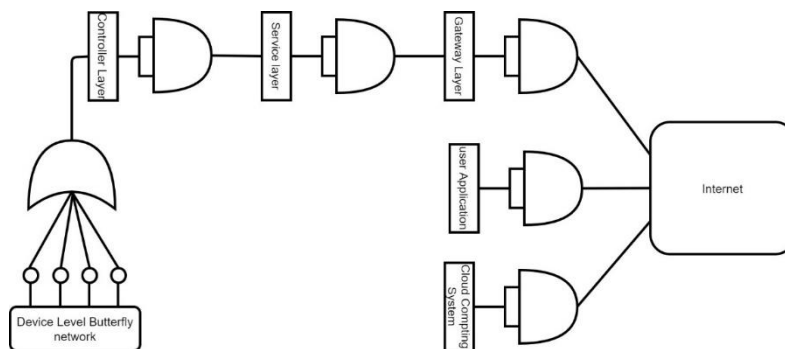 Controller Layer
Service layer
Gateway Layer
user Application
Internet
Cloud Compting
System
Device Level Butterfly
network